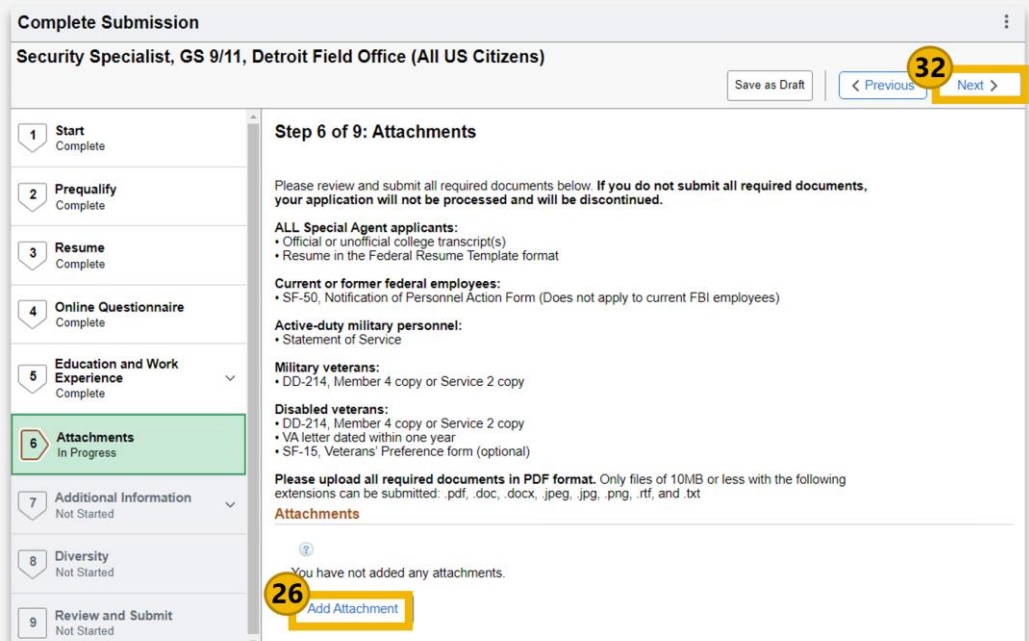 Complete Submission
Security Specialist, GS 9/11, Detroit Field Office (All US Citizens)
32
Save as Draft
Previous
Next
1
Start
Complete
2
Prequalify
Complete
3
Resume
Complete
4
Online Questionnaire
Complete
5
Education and Work
Experience
Complete
6
Attachments
In Progress
7
Additional Information
Not Started
8
Diversity
Not Started
9
Review and Submit
Not Started
Step 6 of 9: Attachments
Please review and submit all required documents below. If you do not submit all required documents,
your application will not be processed and will be discontinued.
ALL Special Agent applicants:
• Official or unofficial college transcript(s)
• Resume in the Federal Resume Template format
Current or former federal employees:
• SF-50, Notification of Personnel Action Form (Does not apply to current FBI employees)
Active-duty military personnel:
• Statement of Service
Military veterans:
• DD-214, Member 4 copy or Service 2 copy
Disabled veterans:
• DD-214, Member 4 copy or Service 2 copy
• VA letter dated within one year
• SF-15, Veterans' Preference form (optional)
Please upload all required documents in PDF format. Only files of 10MB or less with the following
extensions can be submitted: .pdf, .doc, .docx, .jpeg, .jpg, .png, .rtf, and .txt
Attachments
?
You have not added any attachments.
26
Add Attachment